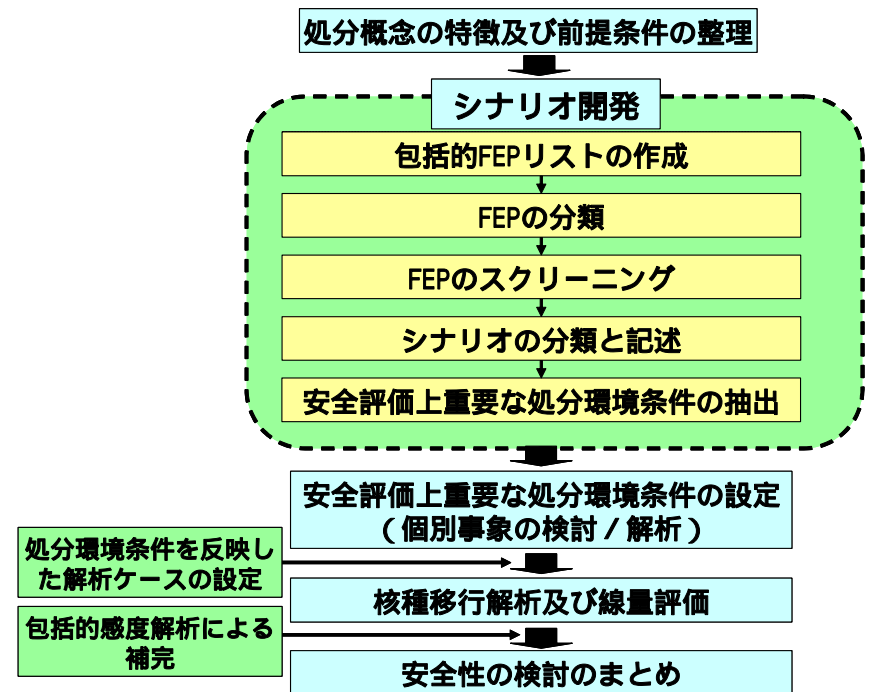 処分概念の特徴及び前提条件の整理
シナリオ開発
包括的FEPリストの作成
FEPの分類
FEPのスクリーニング
シナリオの分類と記述
安全評価上重要な処分環境条件の抽出
安全評価上重要な処分環境条件の設定
(個別事象の検討/解析)
処分環境条件を反映し
た解析ケースの設定
核種移行解析及び線量評価
包括的感度解析による
補完
安全性の検討のまとめ